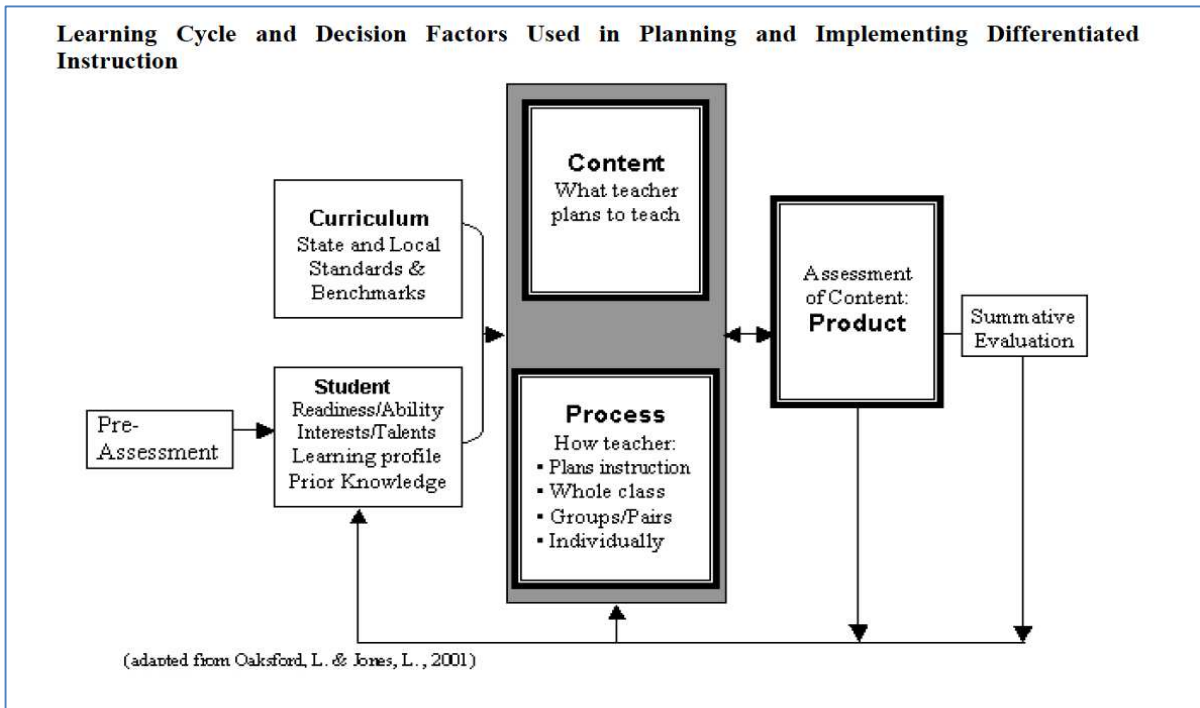 Learning Cycle and Decision Factors Used in Planning and Implementing Differentiated
Instruction
Content
What teacher
plans to teach
Curriculum
State and Local
Standards &
Benchmarks
Assessment
of Content:
Product
Summative
Evaluation
Student
Readiness/Ability
Interests/Talents
Learning profile
Prior Knowledge
Pre-
Assessment
Process
How teacher:
▪ Plans instruction
▪ Whole class
▪ Groups/Pairs
▪ Individually
(adapted from Oaksford, L. & Jones, L., 2001)